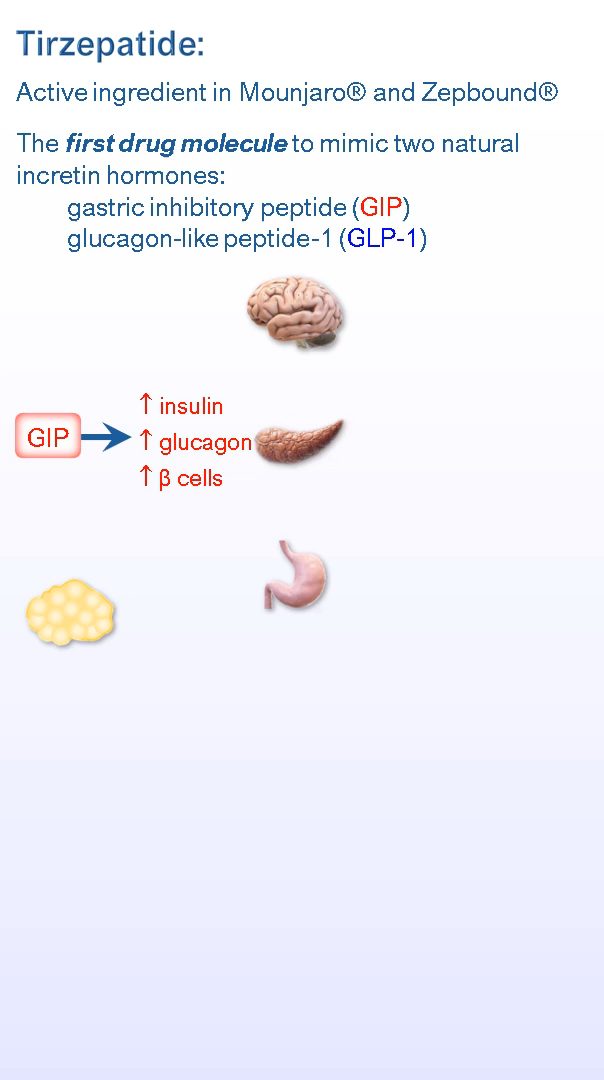 Tirzepatide:
Active ingredient in Mounjaro® and Zepbound®
The first drug molecule to mimic two natural
incretin hormones:
gastric inhibitory peptide (GIP)
glucagon-like peptide-1 (GLP-1)
↑ insulin
GIP
↑ glucagon
↑ β cells